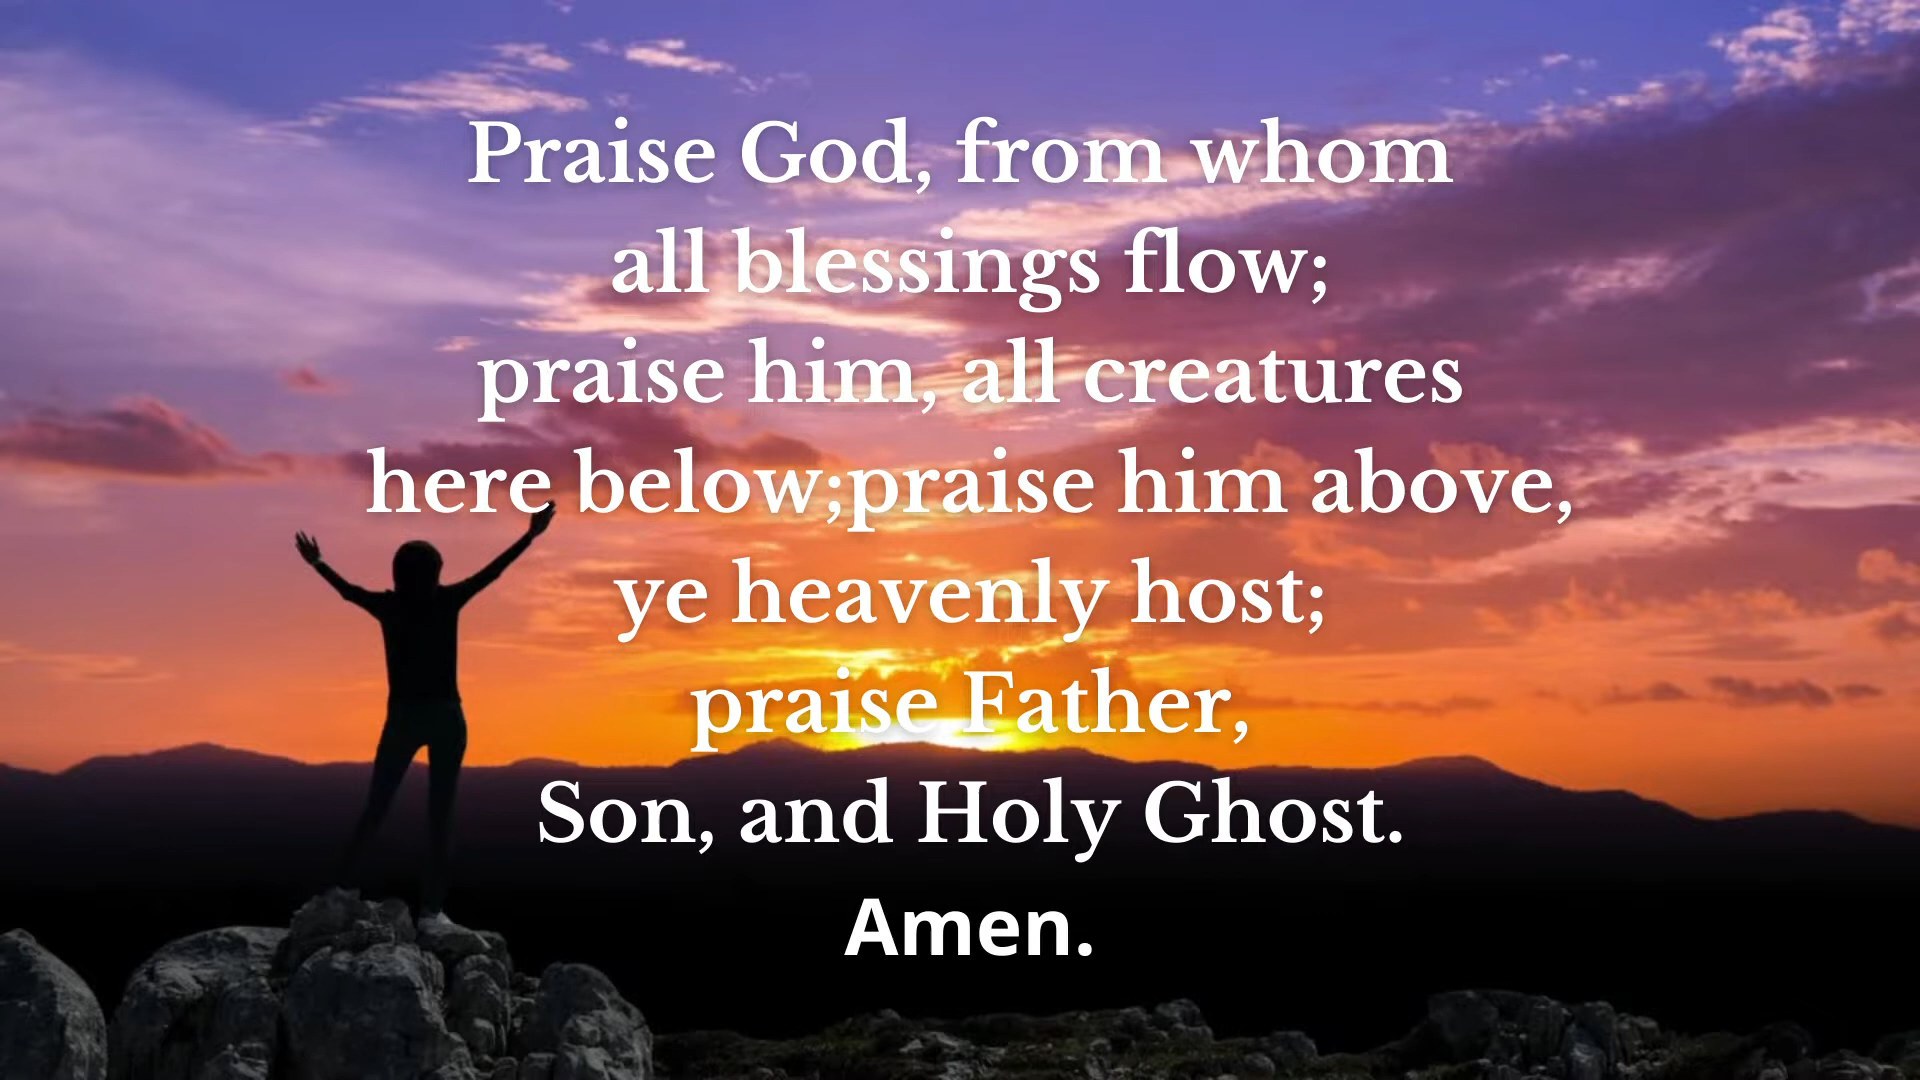 Praise God, from whom
all blessings flow;
praise him, all creatures
here below;praise him above,
ye heavenly host;
praise Father,
Son, and Holy Ghost.
Amen.